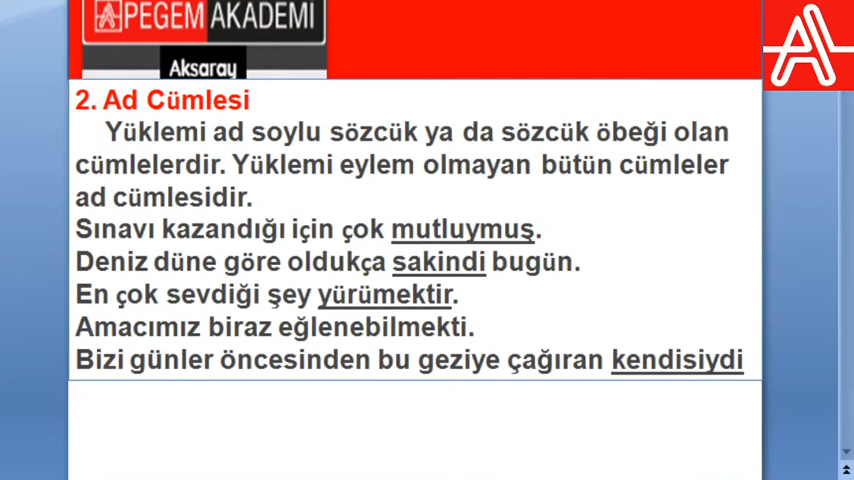 PEGEM AKADEMİ
Aksaray
2. Ad Cümlesi
Yüklemi ad soylu sözcük ya da sözcük öbeği olan
cümlelerdir. Yüklemi eylem olmayan bütün cümleler
ad cümlesidir.
Sınavı kazandığı için çok mutluymuş.
Deniz düne göre oldukça sakindi bugün.
En çok sevdiği şey yürümektir.
Amacımız biraz eğlenebilmekti.
Bizi günler öncesinden bu geziye çağıran kendisiydi